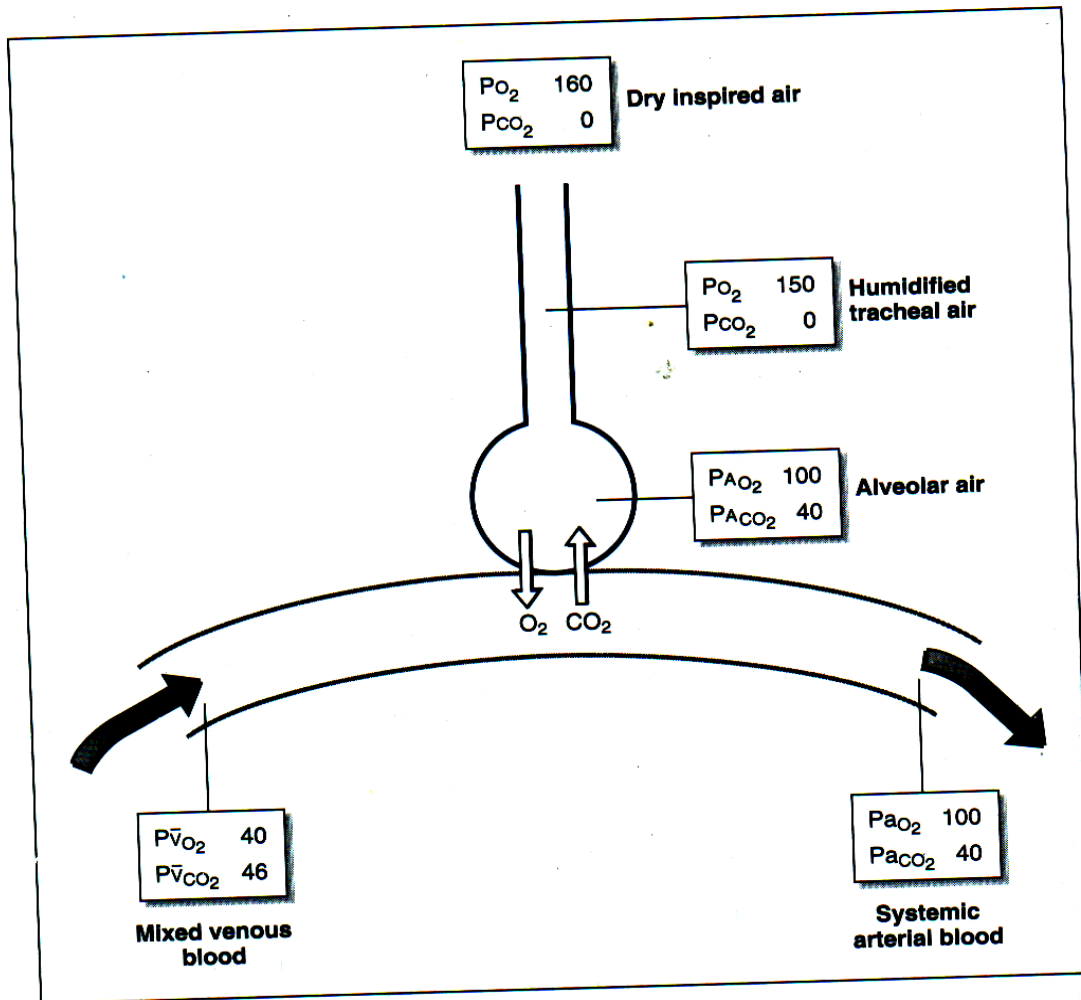 PO₂ 160
PCO₂ 0
Dry inspired air
PO₂ 150
PCO₂ 0
Humidified
tracheal air
PAO₂ 100
PACO₂ 40
Alveolar air
O₂ CO₂
Pv̄O₂ 40
Pv̄CO₂ 46
Mixed venous
blood
PaO₂ 100
PaCO₂ 40
Systemic
arterial blood